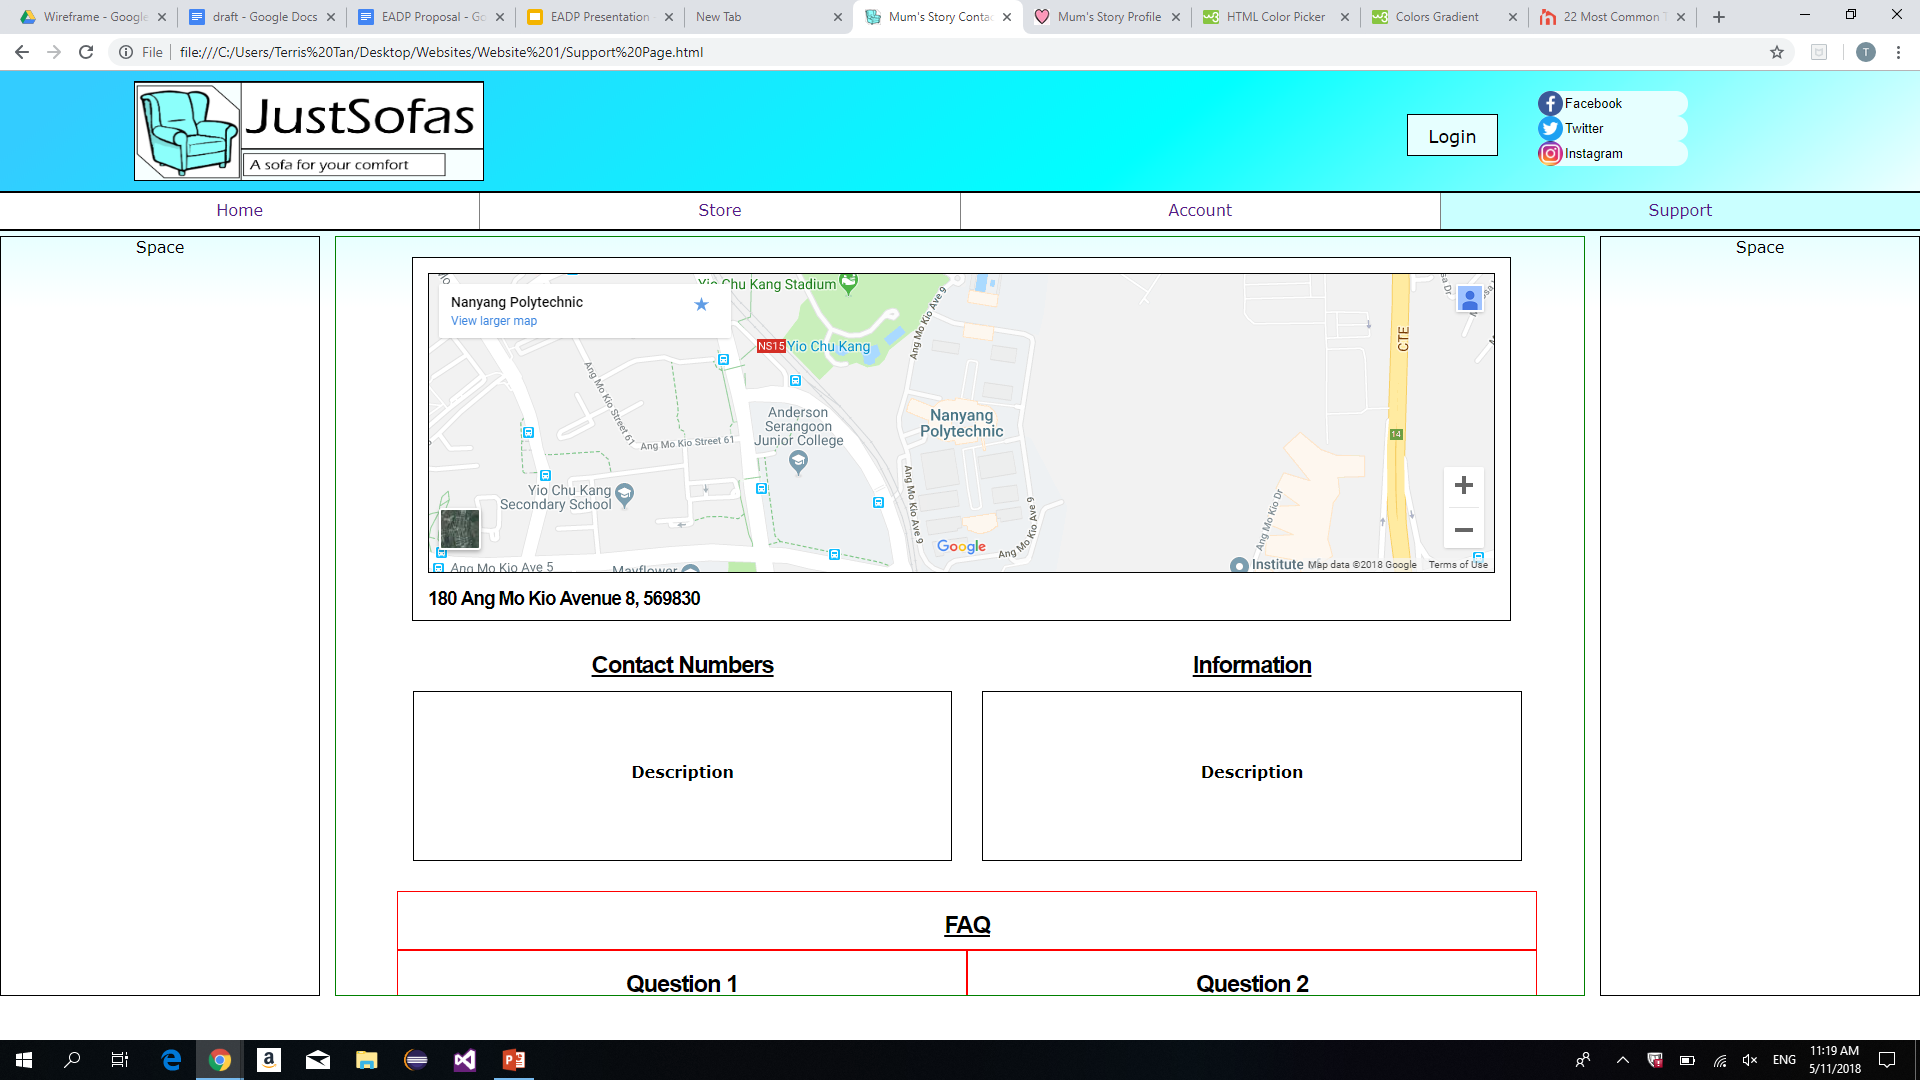 Wireframe - Google
draft - Google Docs
EADP Proposal - Go
EADP Presentation
New Tab
Mum's Story Contac
Mum's Story Profile
HTML Color Picker
Colors Gradient
22 Most Common T
File
file:///C:/Users/Terris%20Tan/Desktop/Websites/Website%201/Support%20Page.html
T
JustSofas
A sofa for your comfort
Login
Facebook
Twitter
Instagram
Home
Store
Account
Support
Space
Space
Nanyang Polytechnic
View larger map
Yio Chu Kang Stadium
NS15
Yio Chu Kang
Ang Mo Kio Ave 9
CTE
Ang Mo Kio Street 61
Ang Mo Kio Street 61
Anderson
Serangoon
Junior College
Nanyang
Polytechnic
14
Yio Chu Kang
Secondary School
Ang Mo Kio Ave 9
Ang Mo Kio Ave9
Ang Mo Kio Dr
Google
Ang Mo Kio Ave 5
Mayflower
Institute
Map data ©2018 Google
Terms of Use
180 Ang Mo Kio Avenue 8, 569830
Contact Numbers
Information
Description
Description
FAQ
Question 1
Question 2
ENG
11:19 AM
5/11/2018